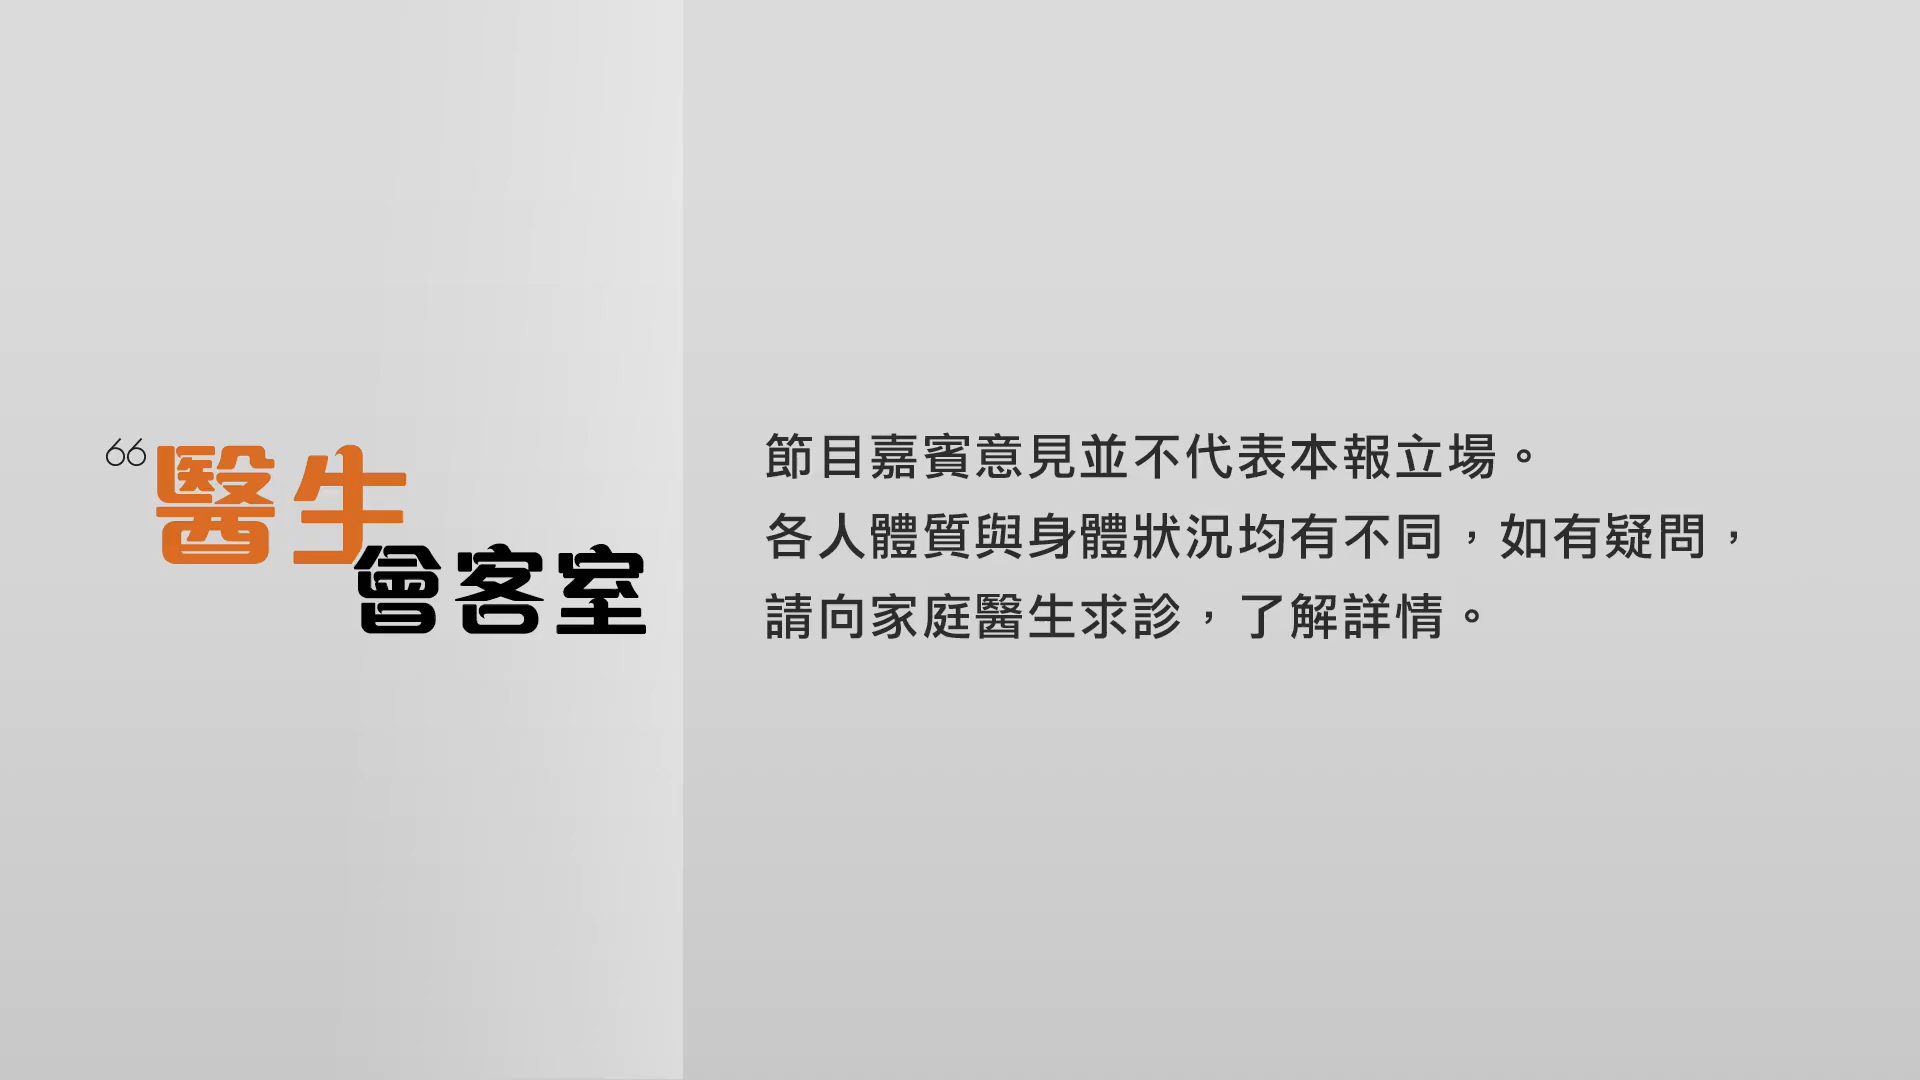 “醫生
會客室
節目嘉賓意見並不代表本報立場。
各人體質與身體狀況均有不同，如有疑問，
請向家庭醫生求診，了解詳情。